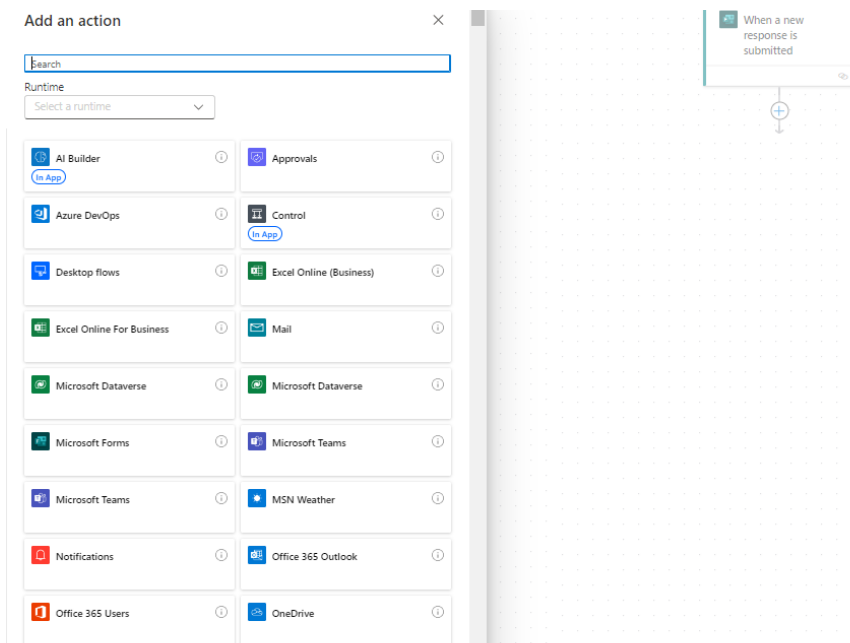 Add an action
Search
Runtime
Select a runtime
AI Builder
In App
Approvals
Azure DevOps
Control
In App
Desktop flows
Excel Online (Business)
Excel Online For Business
Mail
Microsoft Dataverse
Microsoft Dataverse
Microsoft Forms
Microsoft Teams
Microsoft Teams
MSN Weather
Notifications
Office 365 Outlook
Office 365 Users
OneDrive
When a new
response is
submitted